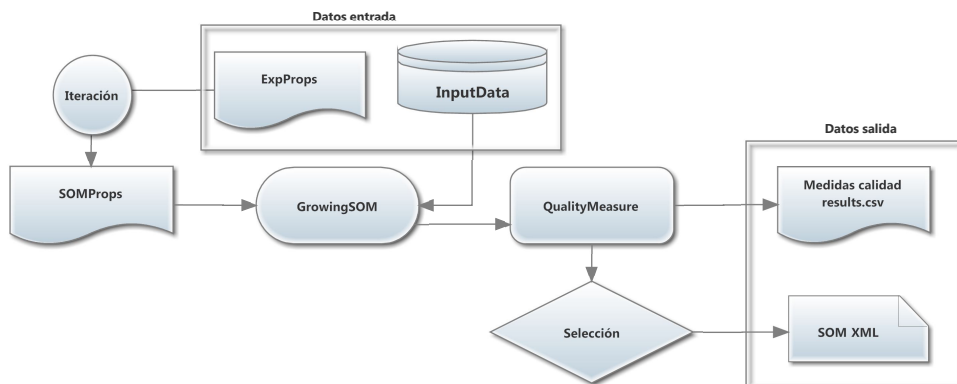 Datos entrada
ExpProps
InputData
Iteración
Datos salida
SOMProps
GrowingSOM
QualityMeasure
Medidas calidad
results.csv
Selección
SOM XML